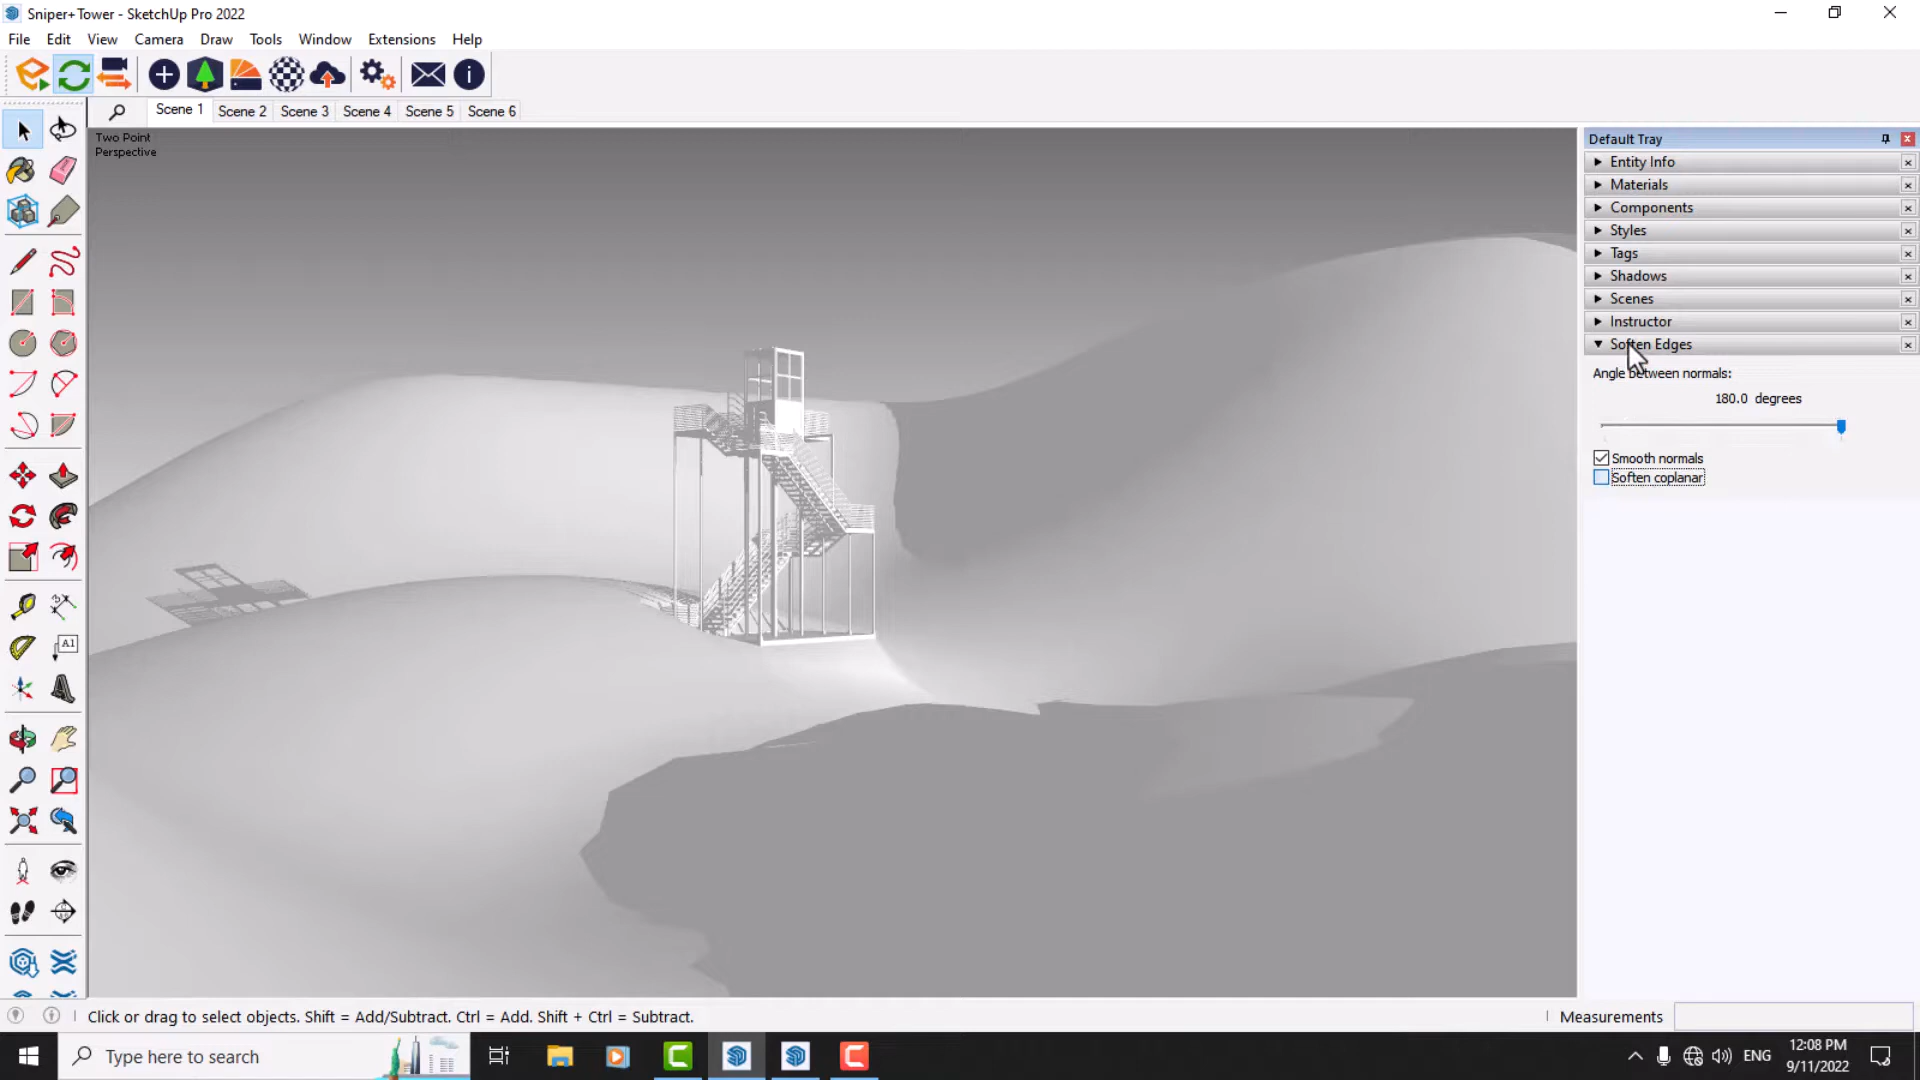 Sniper+Tower - SketchUp Pro 2022
File Edit View Camera Draw Tools Window Extensions Help
Scene 1 Scene 2 Scene 3 Scene 4 Scene 5 Scene 6
Two Point
Perspective
Default Tray
Entity Info
Materials
Components
Styles
Tags
Shadows
Scenes
Instructor
Soften Edges
Angle between normals:
180.0 degrees
Smooth normals
Soften coplanar
A1
Click or drag to select objects. Shift = Add/Subtract. Ctrl = Add. Shift + Ctrl = Subtract.
Measurements
Type here to search
ENG
12:08 PM
9/11/2022